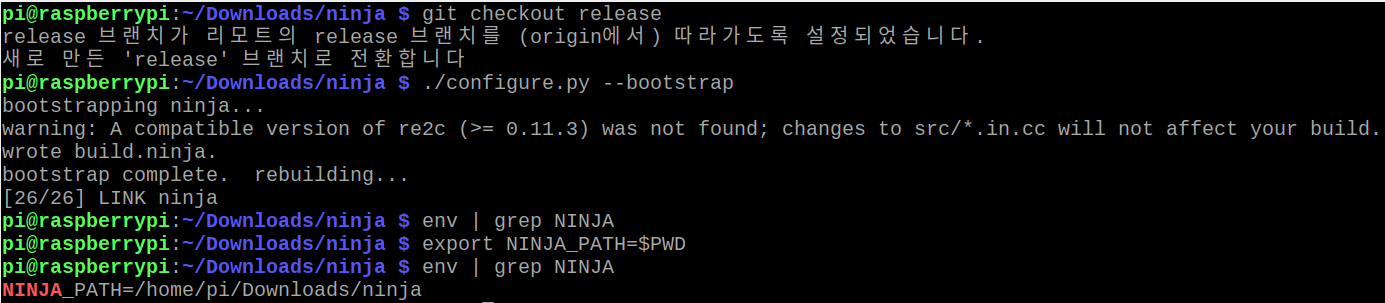 pi@raspberrypi:~/Downloads/ninja $ git checkout release
release 브랜치가 리모트의 release 브랜치를 (origin에서) 따라가도록 설정되었습니다.
새로 만든 'release' 브랜치로 전환합니다
pi@raspberrypi:~/Downloads/ninja $ ./configure.py --bootstrap
bootstrapping ninja...
warning: A compatible version of re2c (>= 0.11.3) was not found; changes to src/*.in.cc will not affect your build.
wrote build.ninja.
bootstrap complete.  rebuilding...
[26/26] LINK ninja
pi@raspberrypi:~/Downloads/ninja $ env | grep NINJA
pi@raspberrypi:~/Downloads/ninja $ export NINJA_PATH=$PWD
pi@raspberrypi:~/Downloads/ninja $ env | grep NINJA
NINJA_PATH=/home/pi/Downloads/ninja